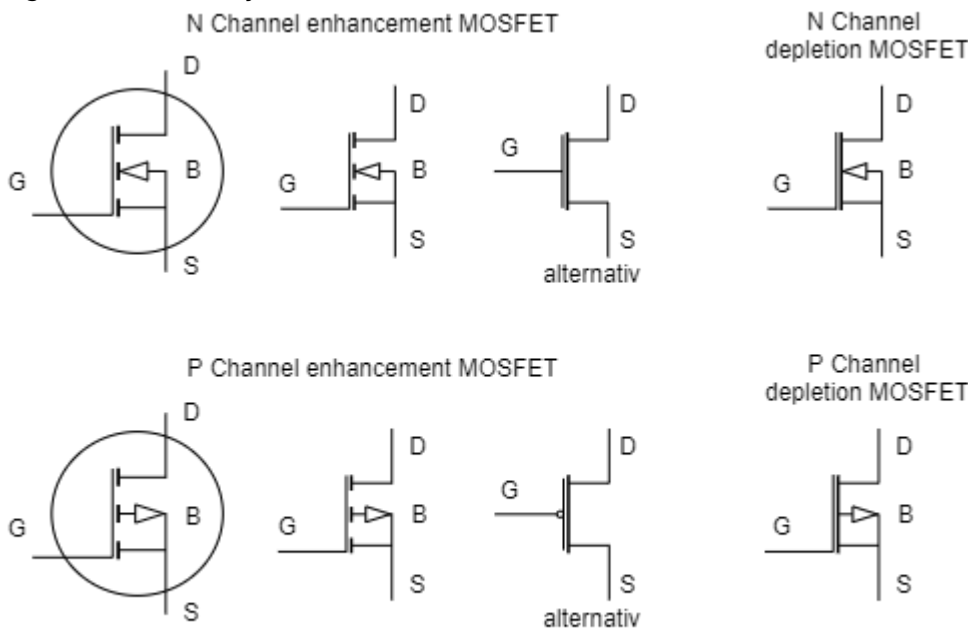 N Channel enhancement MOSFET
N Channel
depletion MOSFET
D
G
B
S
D
G
B
S
alternativ
D
G
S
D
G
B
S
P Channel enhancement MOSFET
P Channel
depletion MOSFET
D
G
B
S
D
G
B
S
D
G
S
alternativ
D
G
B
S